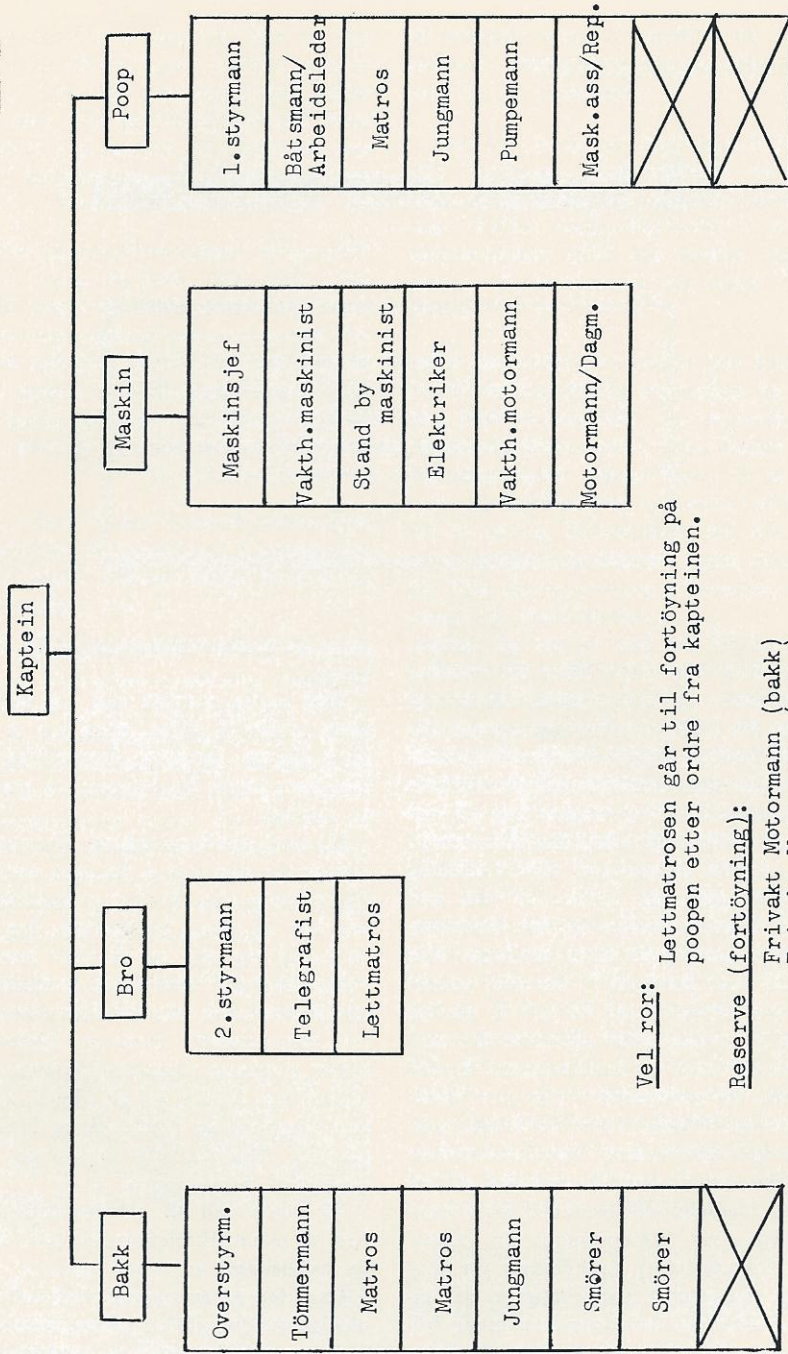 Kaptein
Bakk
Overstyrm.
Tömmermann
Matros
Matros
Jungmann
Smörer
Smörer
Bro
2.styrmann
Telegrafist
Lettmatros
Maskin
Maskinsjef
Vakth.maskinist
Stand by
maskinist
Elektriker
Vakth.motormann
Motormann/Dagm.
Poop
1.styrmann
Båtsmann/
Arbeidsleder
Matros
Jungmann
Pumpemann
Mask.ass/Rep.
Vel ror:
Lettmatrosen går til fortöyning på
poopen etter ordre fra kapteinen.
Reserve (fortöyning):
Frivakt Motormann (bakk)